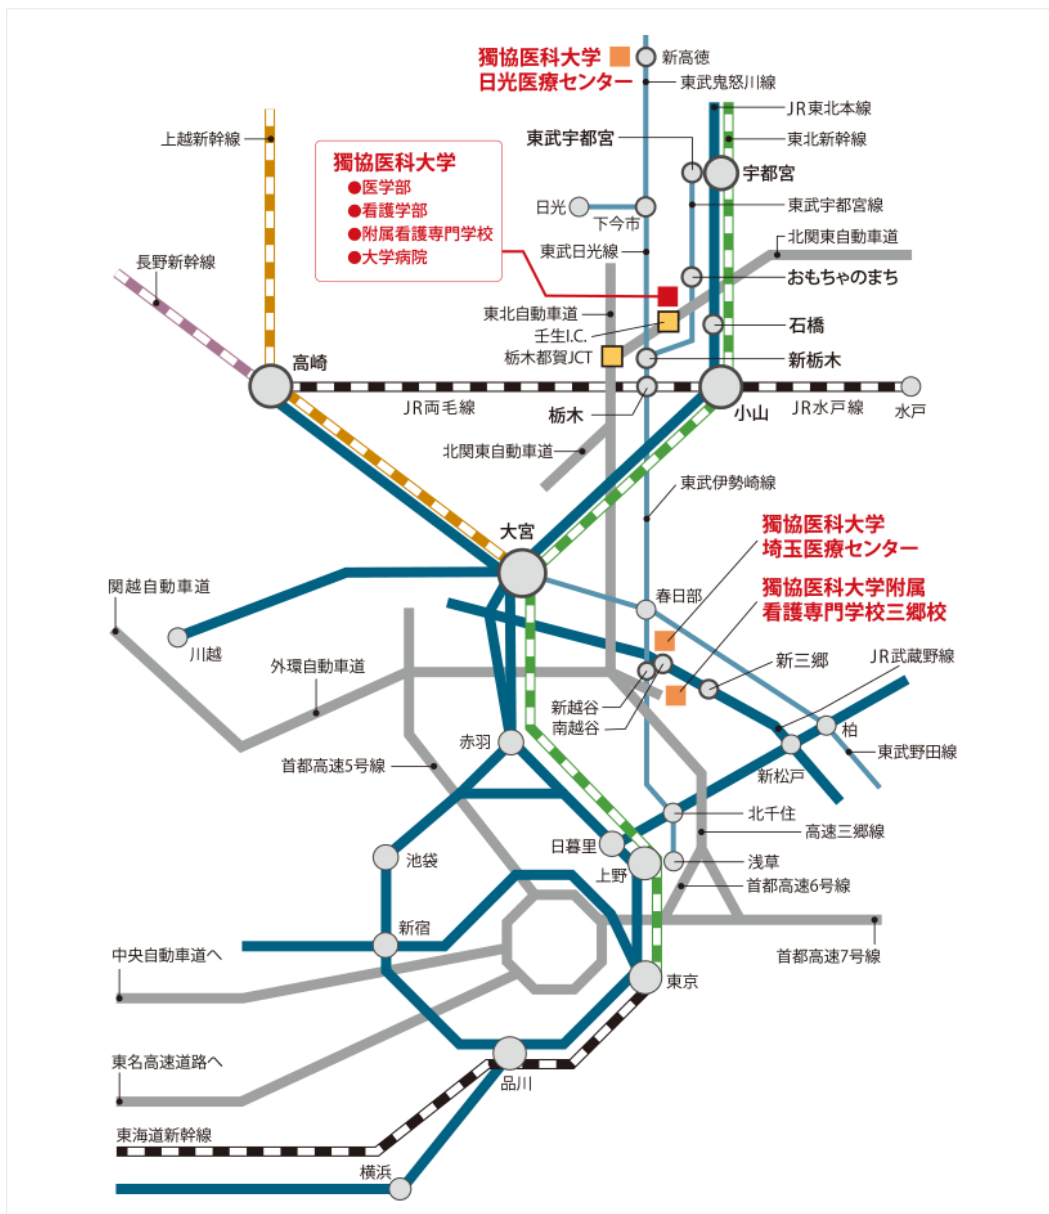 獨協医科大学
日光医療センター
新高徳
東武鬼怒川線
JR東北本線
上越新幹線
東武宇都宮
東北新幹線
獨協医科大学
●医学部
●看護学部
●附属看護専門学校
●大学病院
宇都宮
日光
下今市
東武宇都宮線
北関東自動車道
東武日光線
長野新幹線
おもちゃのまち
東北自動車道
壬生I.C.
石橋
栃木都賀JCT
新栃木
高崎
JR両毛線
栃木
小山
JR水戸線
水戸
北関東自動車道
東武伊勢崎線
大宮
獨協医科大学
埼玉医療センター
関越自動車道
春日部
獨協医科大学附属
看護専門学校三郷校
川越
外環自動車道
新三郷
JR武蔵野線
新越谷
南越谷
赤羽
柏
首都高速5号線
東武野田線
新松戸
北千住
高速三郷線
日暮里
池袋
上野
浅草
首都高速6号線
新宿
中央自動車道へ
首都高速7号線
東京
東名高速道路へ
品川
東海道新幹線
横浜